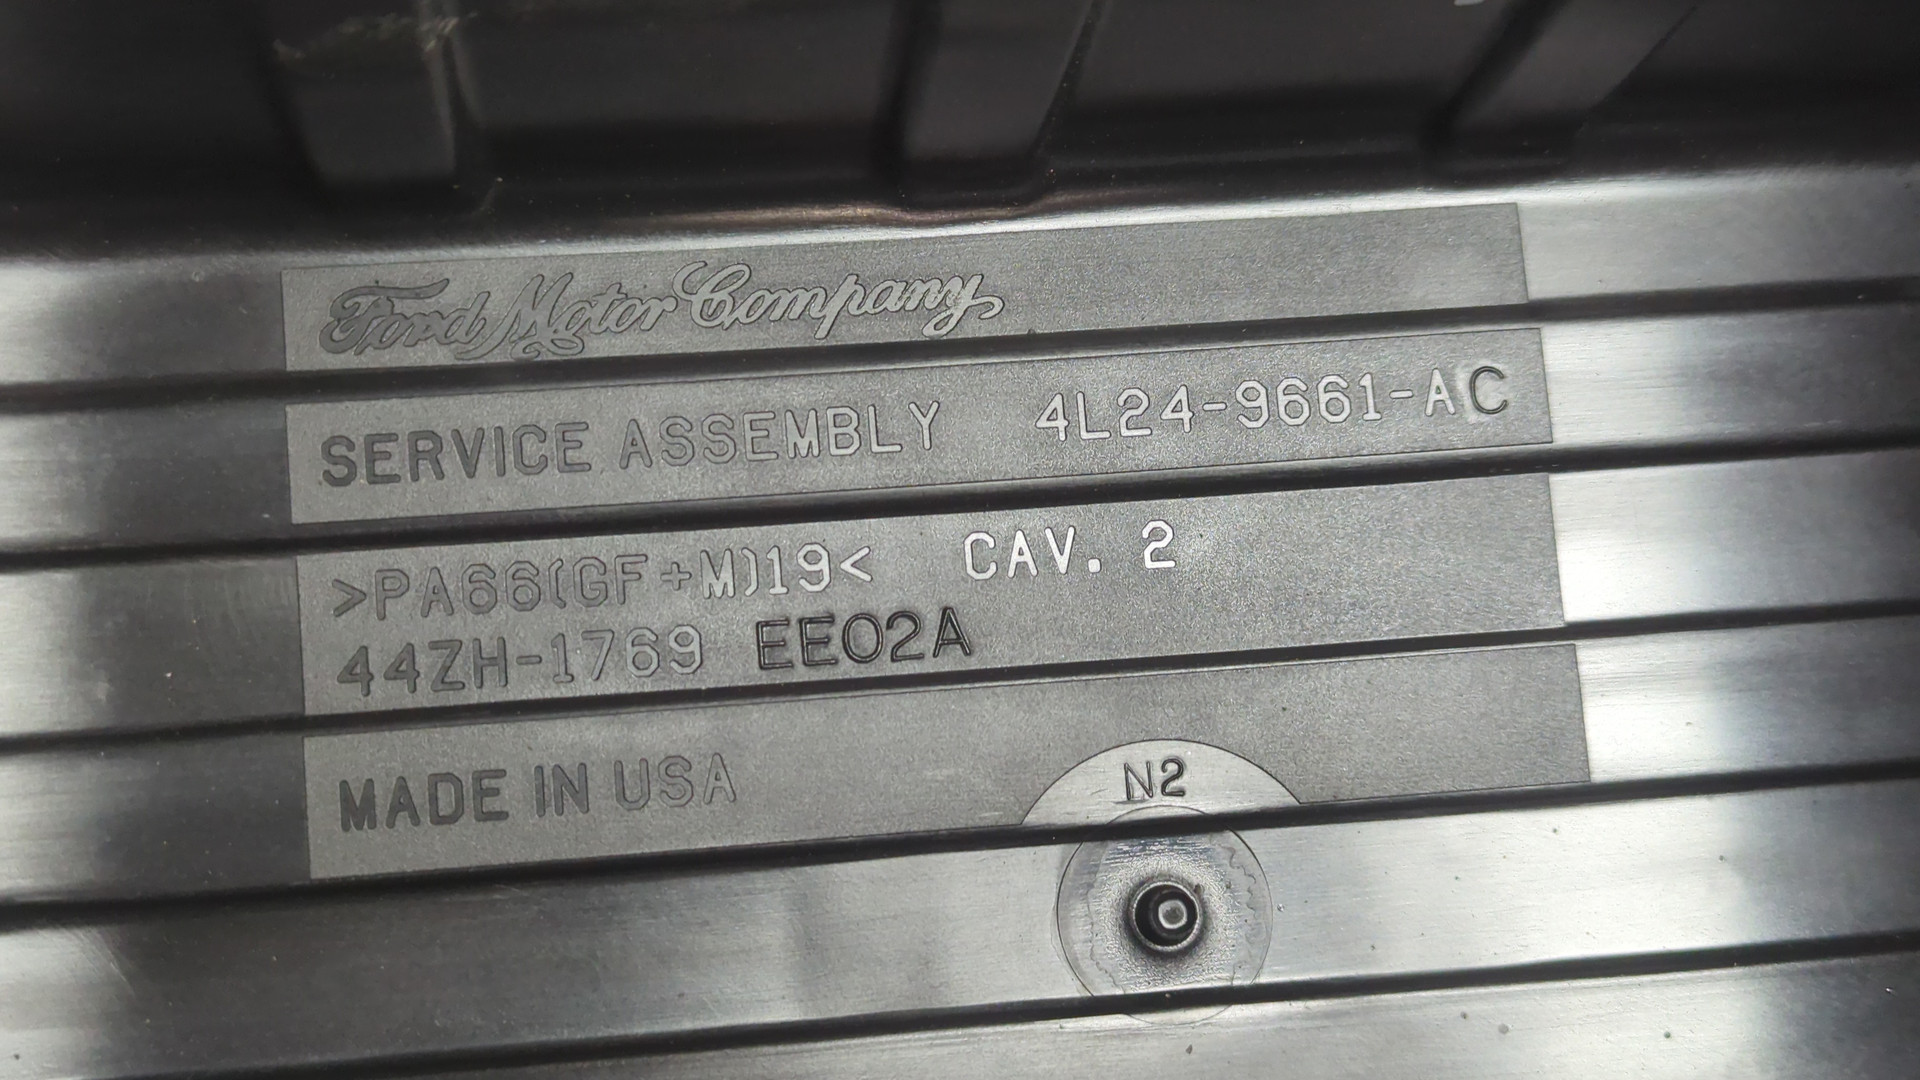 Ford Motor Company
SERVICE ASSEMBLY 4L24-9661-AC
>PA66(GF+M)19< CAV. 2
44ZH-1769 EE02A
MADE IN USA
N2